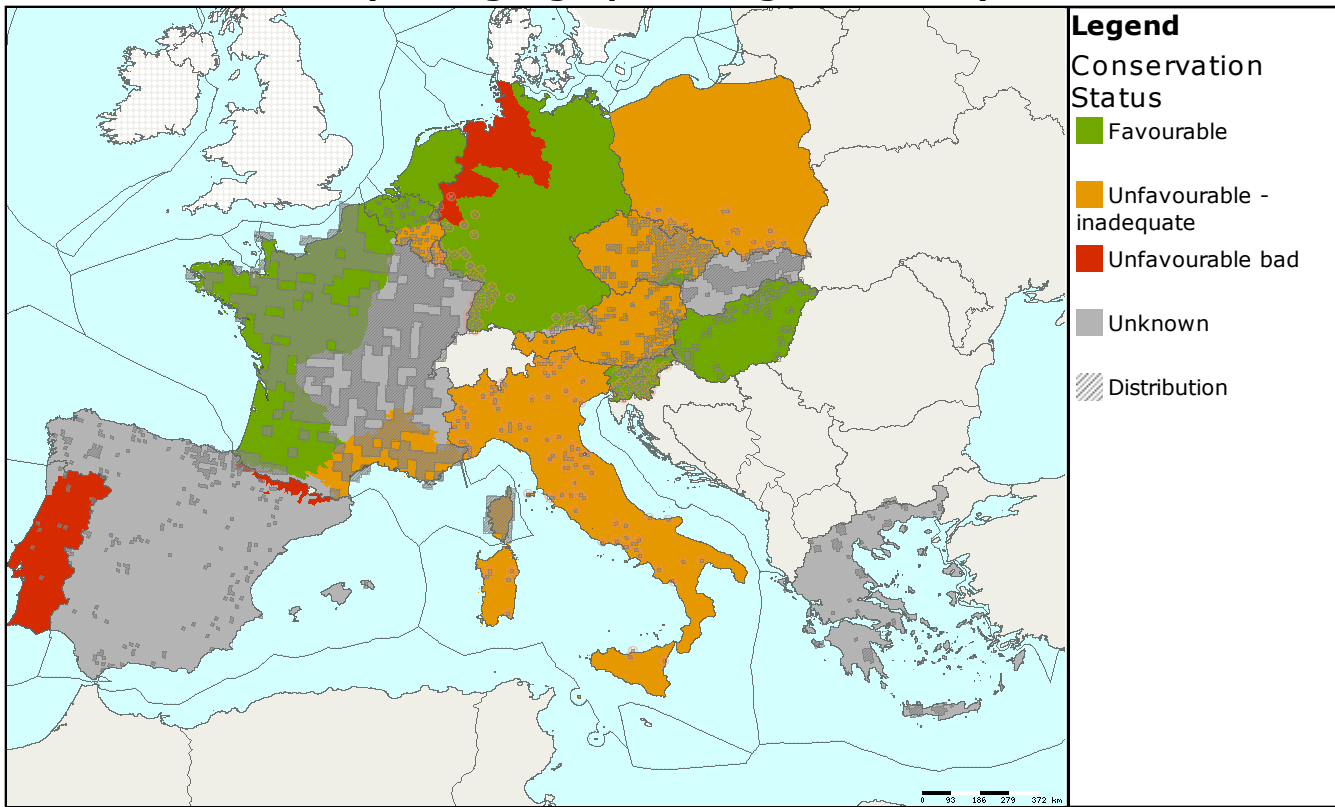 Legend
Conservation
Status
Favourable
Unfavourable -
inadequate
Unfavourable bad
Unknown
Distribution
0 93 186 279 372 km